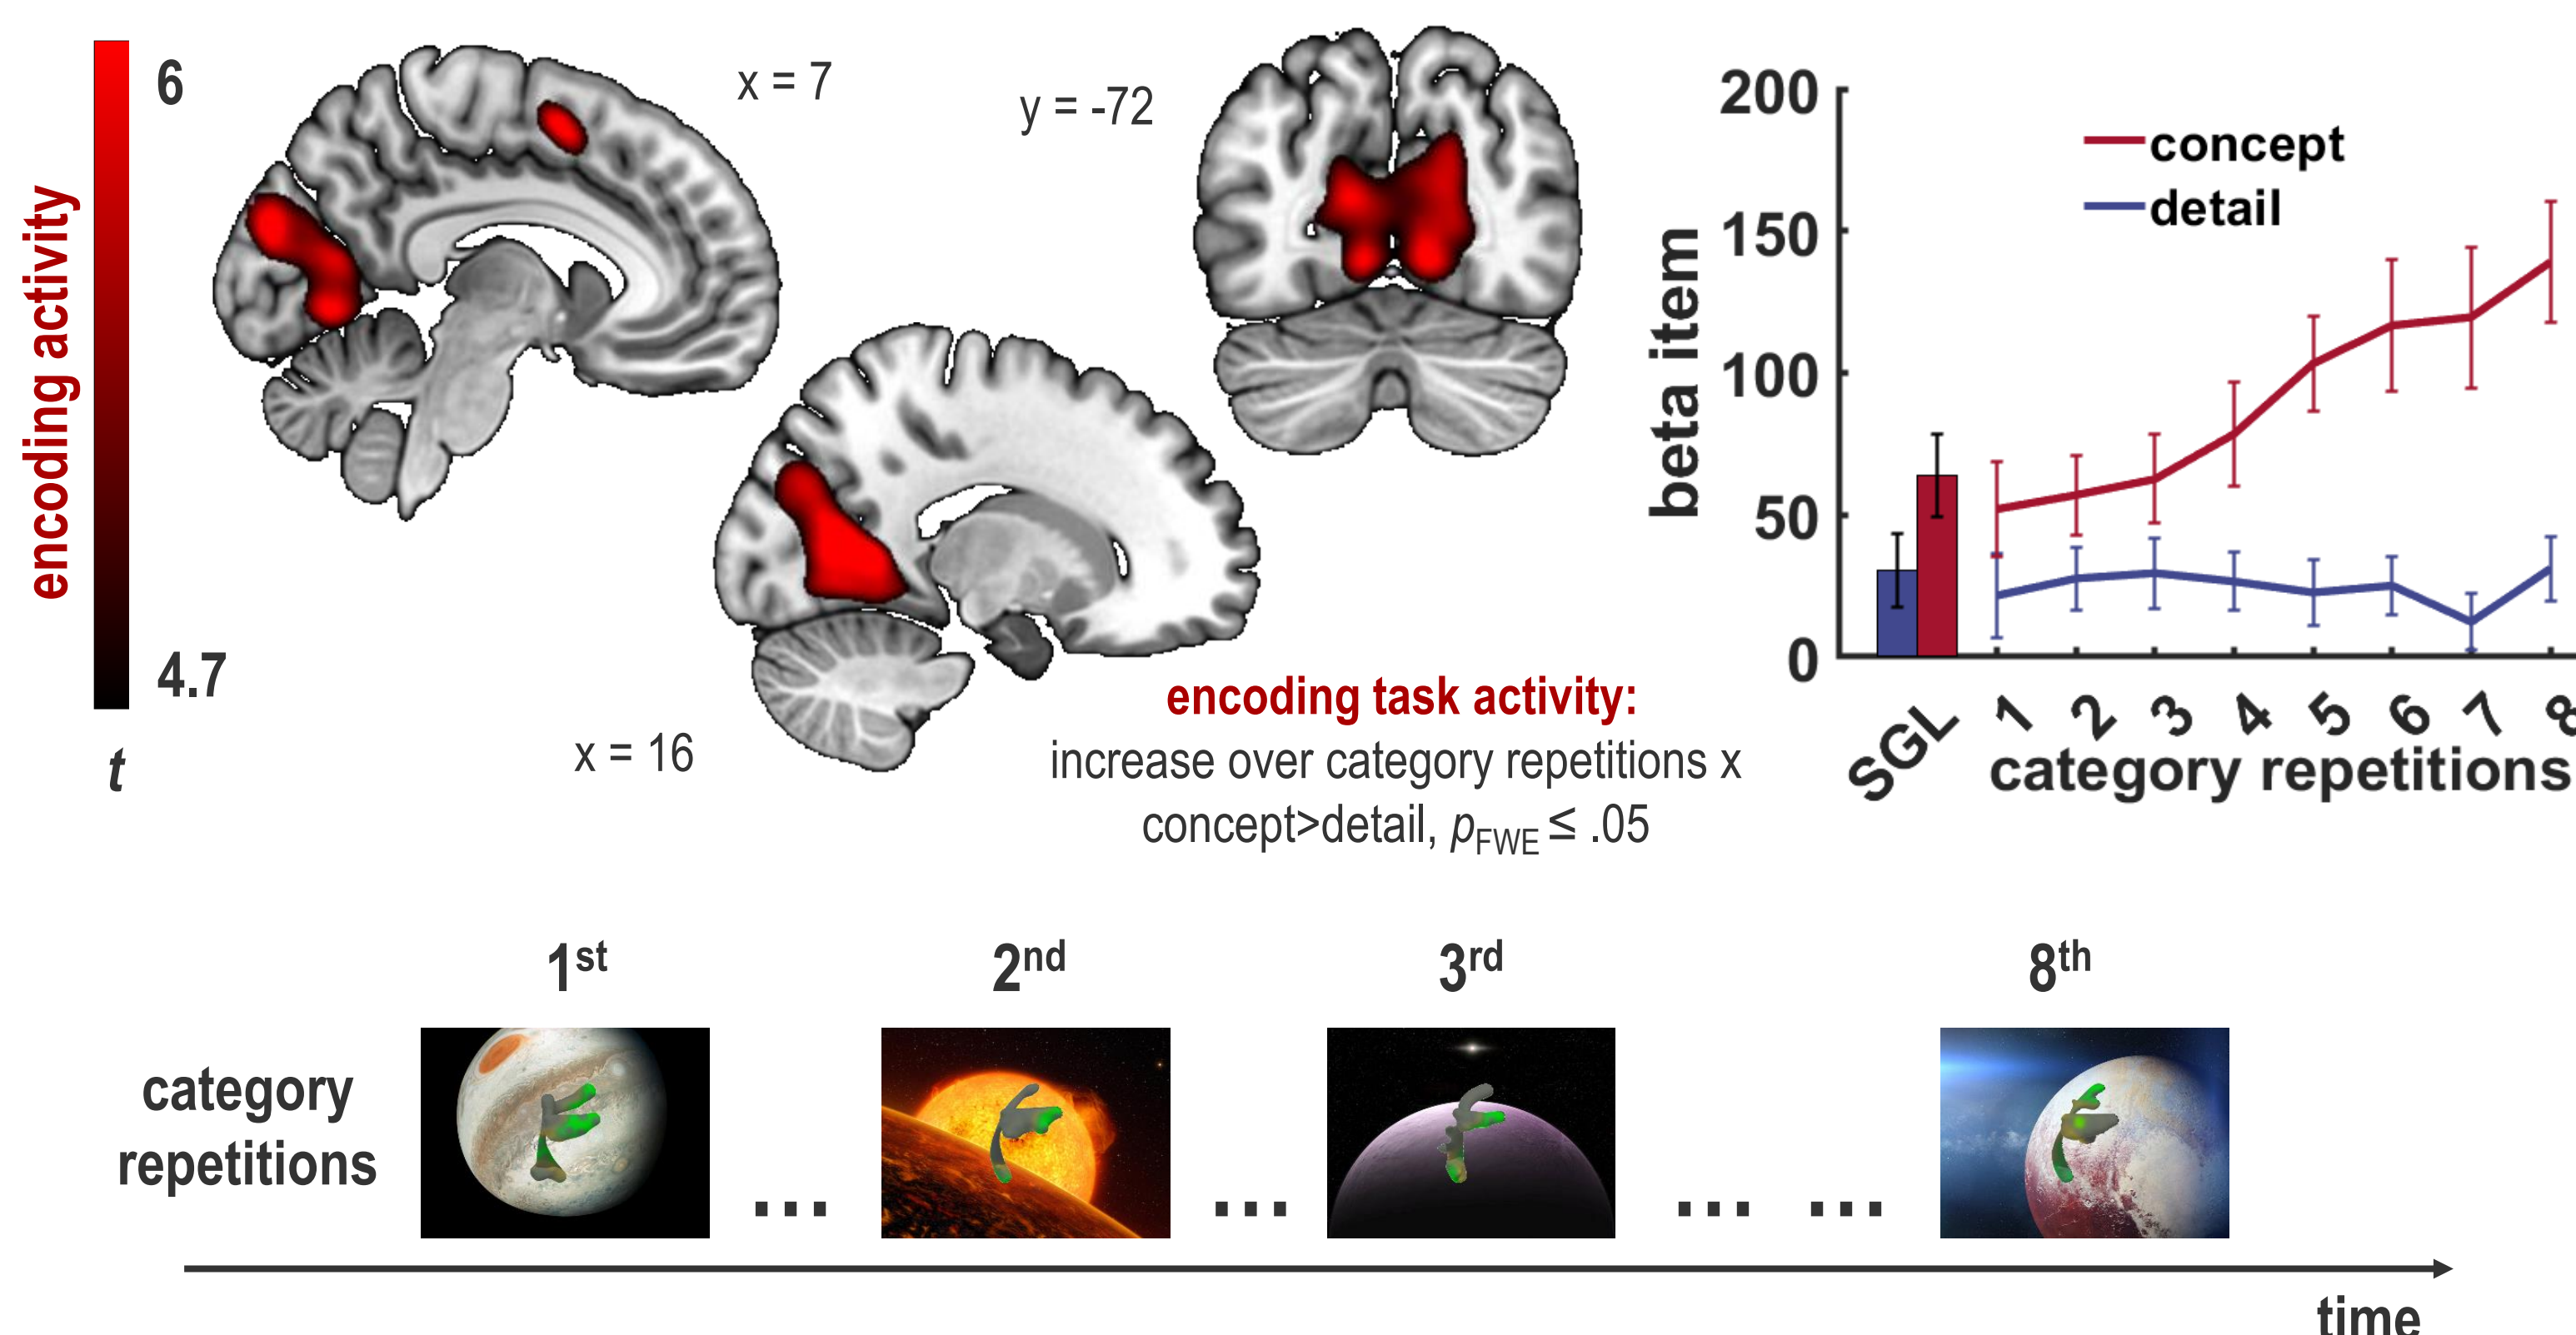 6
encoding activity
4.7
t
x = 7
y = -72
x = 16
encoding task activity:
increase over category repetitions x
concept>detail, pFWE ≤ .05
200
150
100
50
0
beta item
concept
detail
SGL 1 2 3 4 5 6 7 8
category repetitions
1st
2nd
3rd
8th
category
repetitions
... ... ... ...
time